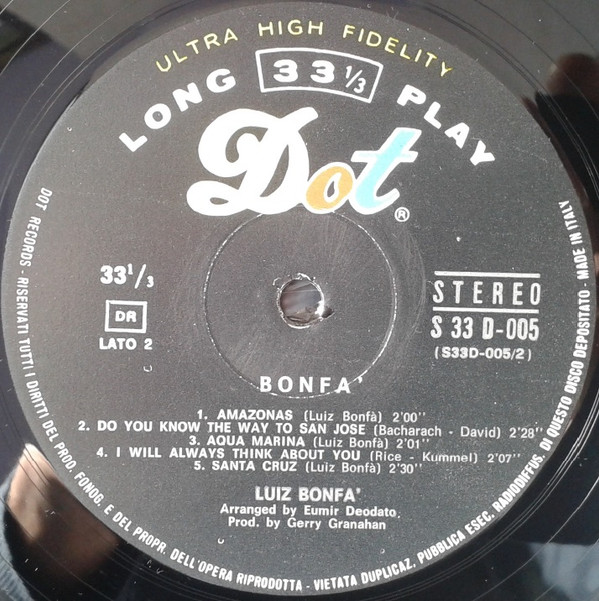 ULTRA HIGH FIDELITY
LONG 33 1/3 PLAY
Dot®
33¹/₃
DR
LATO 2
STEREO
S 33 D-005
(S33D-005/2)
BONFA'
1. AMAZONAS (Luiz Bonfà) 2'00''
2. DO YOU KNOW THE WAY TO SAN JOSE (Bacharach - David) 2'28''
3. AQUA MARINA (Luiz Bonfà) 2'01''
4. I WILL ALWAYS THINK ABOUT YOU (Rice - Kummel) 2'07''
5. SANTA CRUZ (Luiz Bonfà) 2'30''
LUIZ BONFA'
Arranged by Eumir Deodato
Prod. by Gerry Granahan
DOT RECORDS - RISERVATI TUTTI I DIRITTI DEL PROD. FONOG. E DEL PROPR. DELL'OPERA RIPRODOTTA - VIETATA DUPLICAZ. PUBBLICA ESEC. RADIODIFFUS. DI QUESTO DISCO DEPOSITATO - MADE IN ITALY